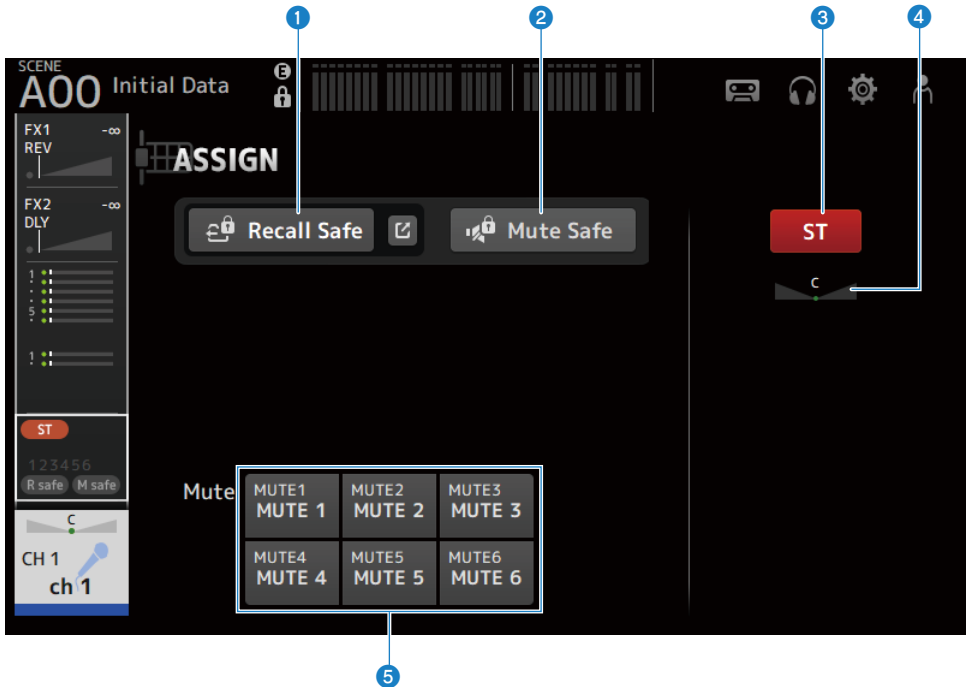 1
2
3
4
SCENE
A00 Initial Data
E
FX1 -∞
REV
FX2 -∞
DLY
1
5
1
ST
123456
R safe M safe
C
CH 1
ch 1
ASSIGN
Recall Safe
Mute Safe
ST
C
Mute
MUTE1
MUTE 1
MUTE2
MUTE 2
MUTE3
MUTE 3
MUTE4
MUTE 4
MUTE5
MUTE 5
MUTE6
MUTE 6
5